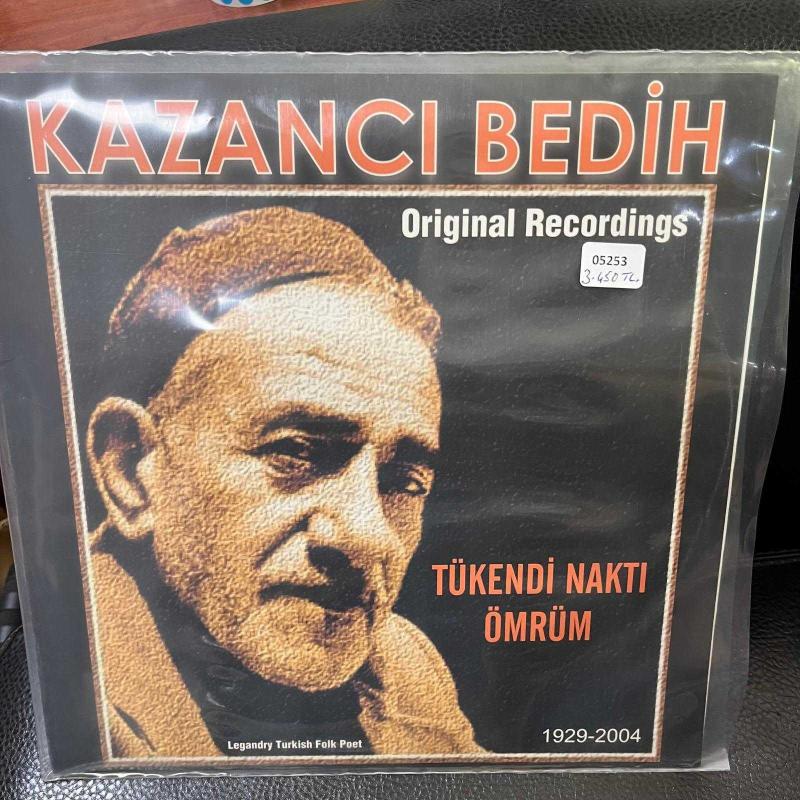 KAZANCI BEDİH
Original Recordings
05253
3.450 TL.
TÜKENDİ NAKTI
ÖMRÜM
Legandry Turkish Folk Poet
1929-2004